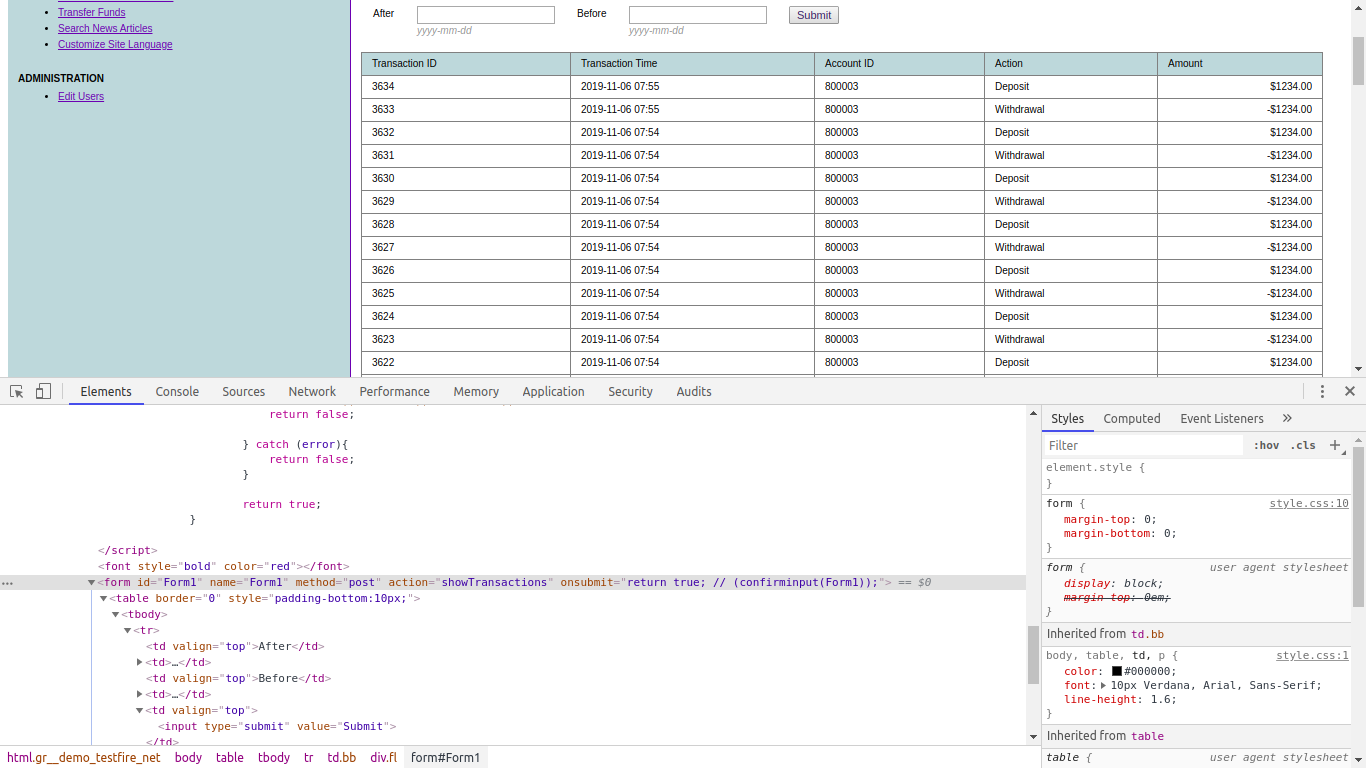 Transfer Funds
Search News Articles
Customize Site Language
ADMINISTRATION
Edit Users
After Before Submit
yyyy-mm-dd yyyy-mm-dd
Transaction ID Transaction Time Account ID Action Amount
3634 2019-11-06 07:55 800003 Deposit $1234.00
3633 2019-11-06 07:55 800003 Withdrawal -$1234.00
3632 2019-11-06 07:54 800003 Deposit $1234.00
3631 2019-11-06 07:54 800003 Withdrawal -$1234.00
3630 2019-11-06 07:54 800003 Deposit $1234.00
3629 2019-11-06 07:54 800003 Withdrawal -$1234.00
3628 2019-11-06 07:54 800003 Deposit $1234.00
3627 2019-11-06 07:54 800003 Withdrawal -$1234.00
3626 2019-11-06 07:54 800003 Deposit $1234.00
3625 2019-11-06 07:54 800003 Withdrawal -$1234.00
3624 2019-11-06 07:54 800003 Deposit $1234.00
3623 2019-11-06 07:54 800003 Withdrawal -$1234.00
3622 2019-11-06 07:54 800003 Deposit $1234.00
Elements Console Sources Network Performance Memory Application Security Audits
return false;
} catch (error){
return false;
}
return true;
}
</script>
<font style="bold" color="red"></font>
<form id="Form1" name="Form1" method="post" action="showTransactions" onsubmit="return true; // (confirminput(Form1));"> == $0
<table border="0" style="padding-bottom:10px;">
<tbody>
<tr>
<td valign="top">After</td>
<td>…</td>
<td valign="top">Before</td>
<td>…</td>
<td valign="top">
<input type="submit" value="Submit">
</td>
html.gr__demo_testfire_net body table tbody tr td.bb div.fl form#Form1
Styles Computed Event Listeners »
Filter :hov .cls +
element.style {
}
form { style.css:10
margin-top: 0;
margin-bottom: 0;
}
form { user agent stylesheet
display: block;
margin-top: 0em;
}
Inherited from td.bb
body, table, td, p { style.css:1
color: #000000;
font: 10px Verdana, Arial, Sans-Serif;
line-height: 1.6;
}
Inherited from table
table { user agent stylesheet